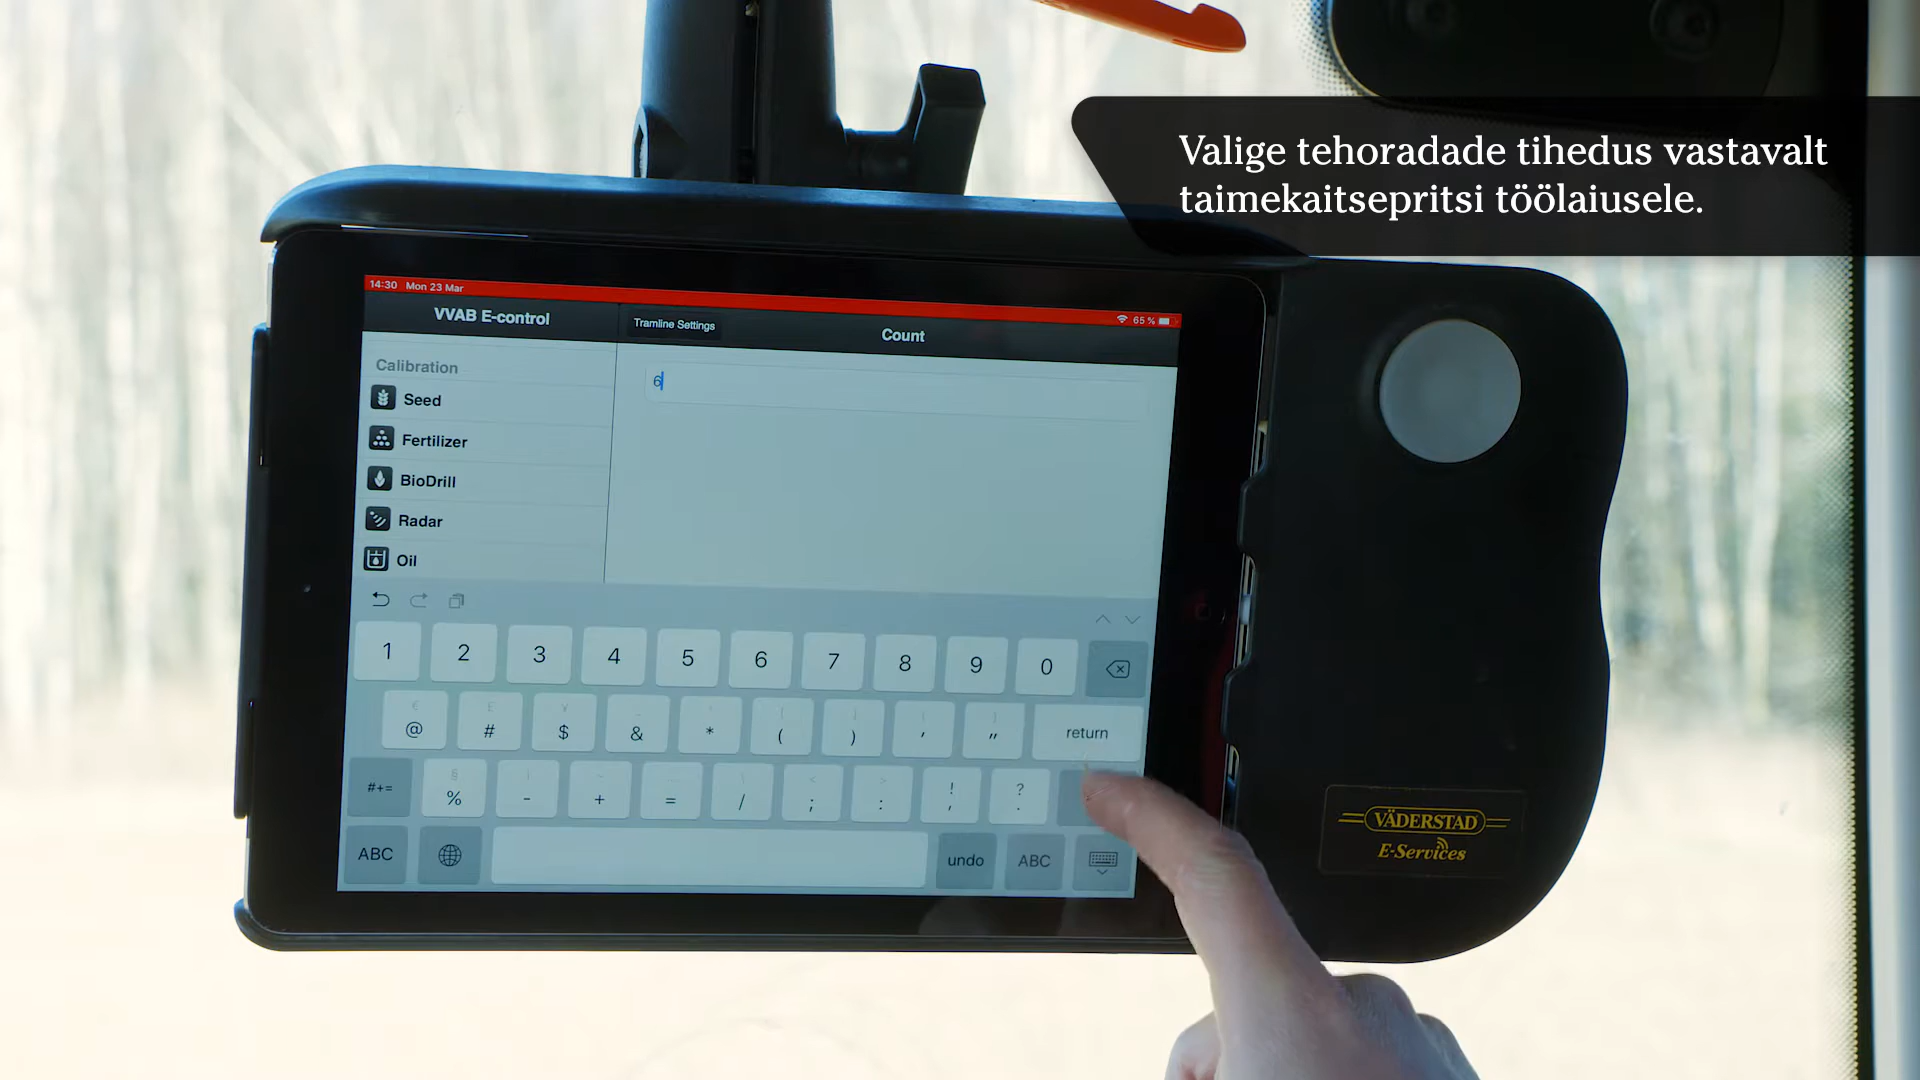 Valige tehoradade tihedus vastavalt
taimekaitsepritsi töölaiusele.
14:30 Mon 23 Mar
65 %
VVAB E-control
Tramline Settings
Count
Calibration
6
Seed
Fertilizer
BioDrill
Radar
Oil
1 2 3 4 5 6 7 8 9 0
@ # $ & * ( ) ' "
return
#+= % - + = / ; : ! , ? .
ABC undo ABC
VÄDERSTAD
E-Services